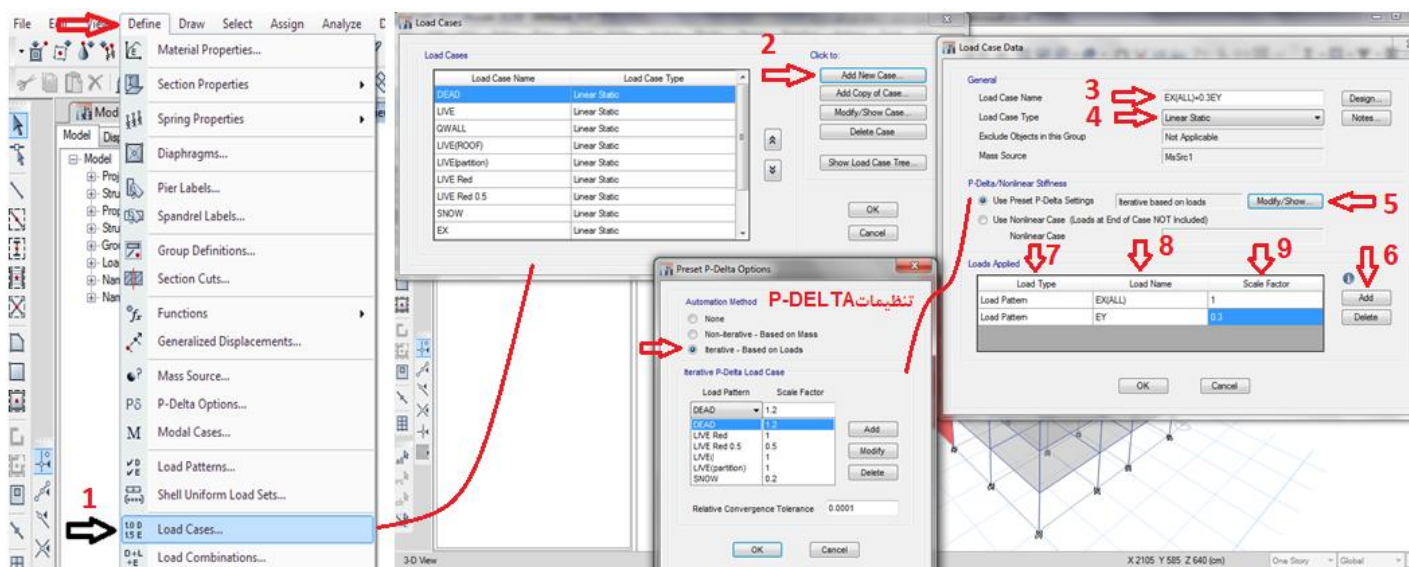 File
Define
Draw
Select
Assign
Analyze
Material Properties...
Section Properties
Spring Properties
Diaphragms...
Pier Labels...
Spandrel Labels...
Group Definitions...
Section Cuts...
Functions
Generalized Displacements...
Mass Source...
Pδ P-Delta Options...
M Modal Cases...
Load Patterns...
Shell Uniform Load Sets...
1
Load Cases...
Load Combinations...
Model
Load Cases
Load Cases
Load Case Name Load Case Type
DEAD Linear Static
LIVE Linear Static
QWALL Linear Static
LIVE(ROOF) Linear Static
LIVE(partition) Linear Static
LIVE Red Linear Static
LIVE Red 0.5 Linear Static
SNOW Linear Static
EX Linear Static
Click to:
2
Add New Case...
Add Copy of Case...
Modify/Show Case...
Delete Case
Show Load Case Tree...
OK
Cancel
Preset P-Delta Options
Automation Method
تنظیمات P-DELTA
None
Non-iterative - Based on Mass
Iterative - Based on Loads
Iterative P-Delta Load Case
Load Pattern Scale Factor
DEAD 1.2
DEAD 1.2
LIVE Red 1
LIVE Red 0.5 0.5
LIVE( 1
LIVE(partition) 1
SNOW 0.2
Add
Modify
Delete
Relative Convergence Tolerance 0.0001
OK
Cancel
Load Case Data
General
Load Case Name 3 EX(ALL)+0.3EY Design...
Load Case Type 4 Linear Static Notes...
Exclude Objects in this Group Not Applicable
Mass Source MsSrc1
P-Delta/Nonlinear Stiffness
Use Preset P-Delta Settings Iterative based on loads Modify/Show... 5
Use Nonlinear Case (Loads at End of Case NOT Included)
Nonlinear Case
7 8 9 6
Loads Applied
Load Type Load Name Scale Factor
Load Pattern EX(ALL) 1
Load Pattern EY 0.3
Add
Delete
OK
Cancel
3-D View
X 2105 Y 585 Z 640 (cm)
One Story
Global